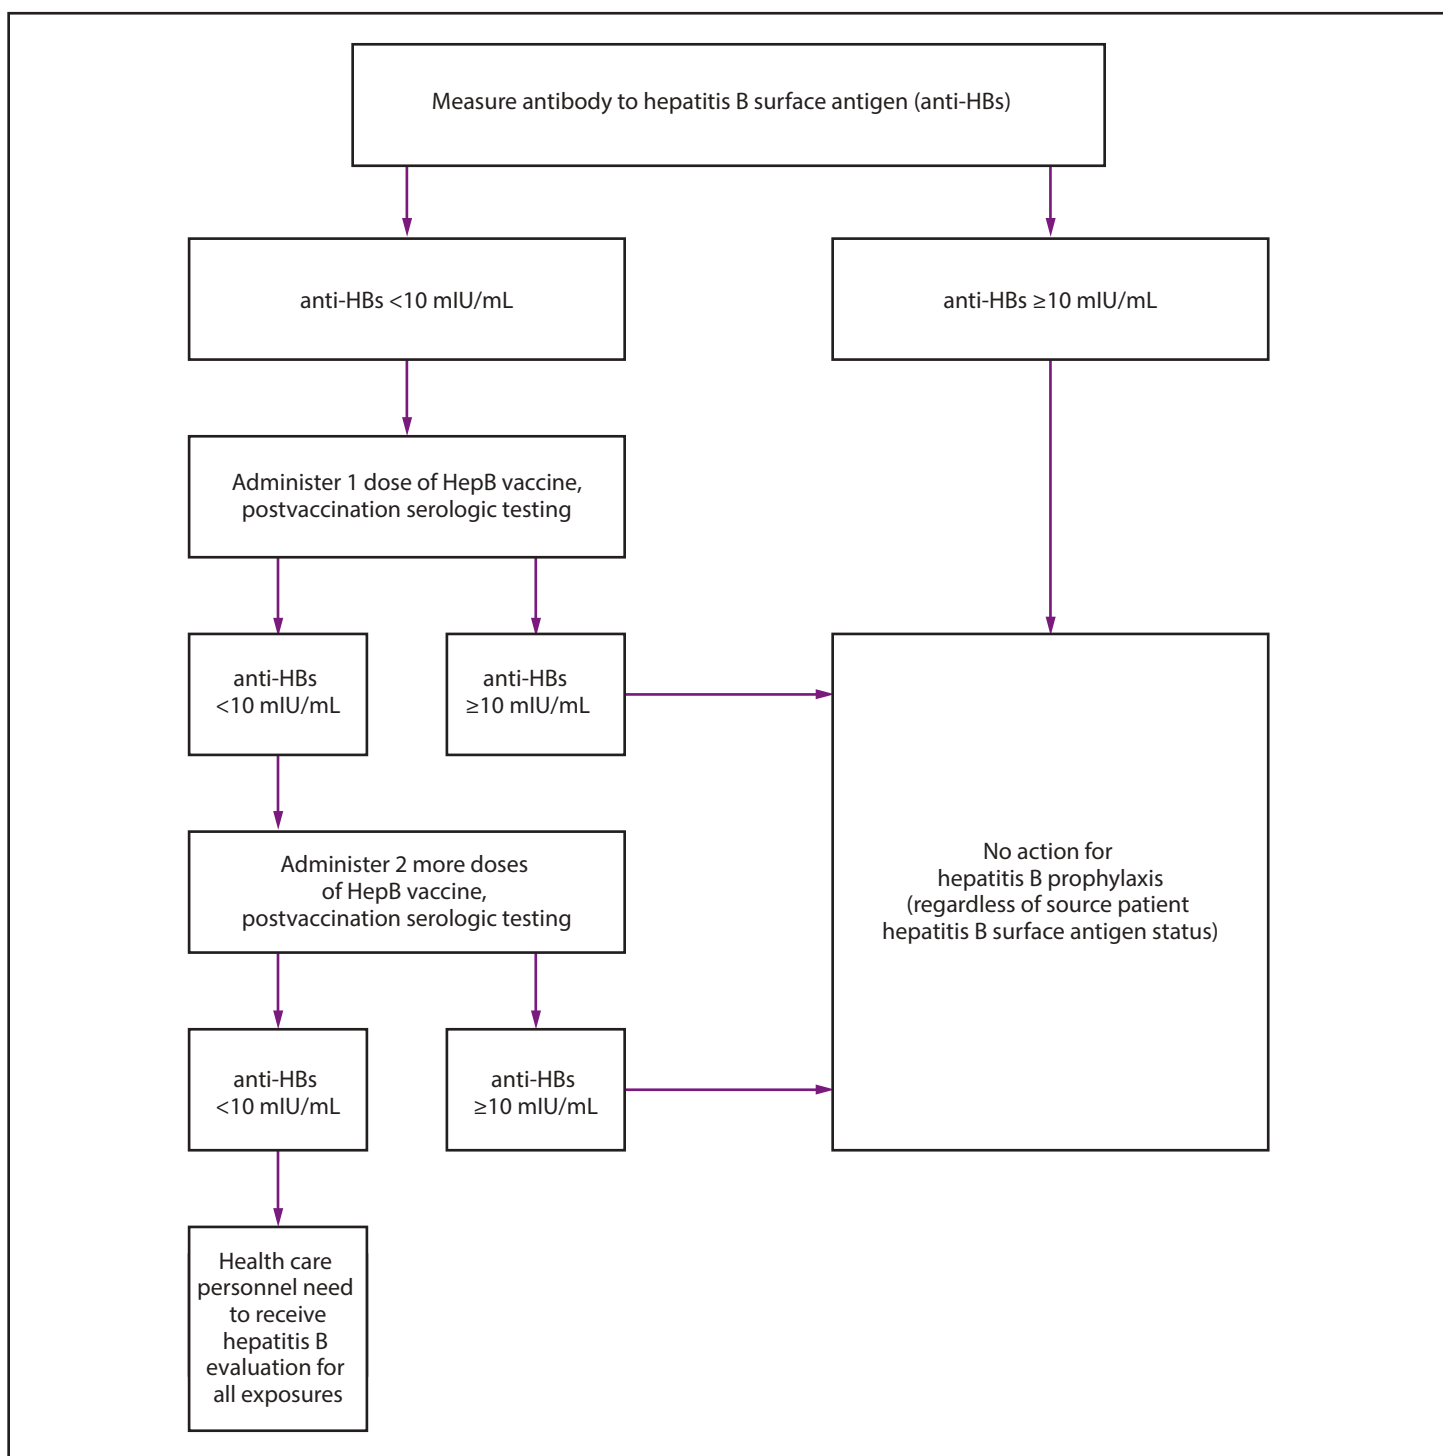 Measure antibody to hepatitis B surface antigen (anti-HBs)
anti-HBs <10 mIU/mL
anti-HBs ≥10 mIU/mL
Administer 1 dose of HepB vaccine,
postvaccination serologic testing
anti-HBs
<10 mIU/mL
anti-HBs
≥10 mIU/mL
Administer 2 more doses
of HepB vaccine,
postvaccination serologic testing
No action for
hepatitis B prophylaxis
(regardless of source patient
hepatitis B surface antigen status)
anti-HBs
<10 mIU/mL
anti-HBs
≥10 mIU/mL
Health care
personnel need
to receive
hepatitis B
evaluation for
all exposures